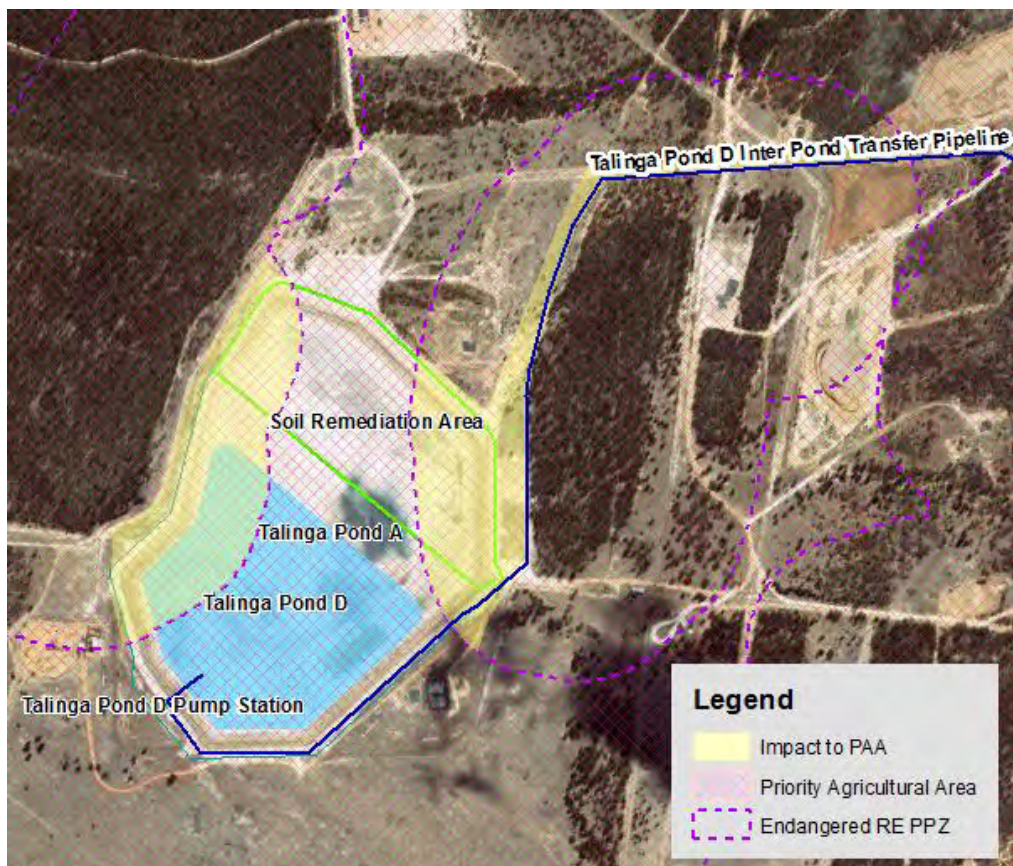 Talinga Pond D Inter Pond Transfer Pipeline
Soil Remediation Area
Talinga Pond A
Talinga Pond D
Talinga Pond D Pump Station
Legend
Impact to PAA
Priority Agricultural Area
Endangered RE PPZ